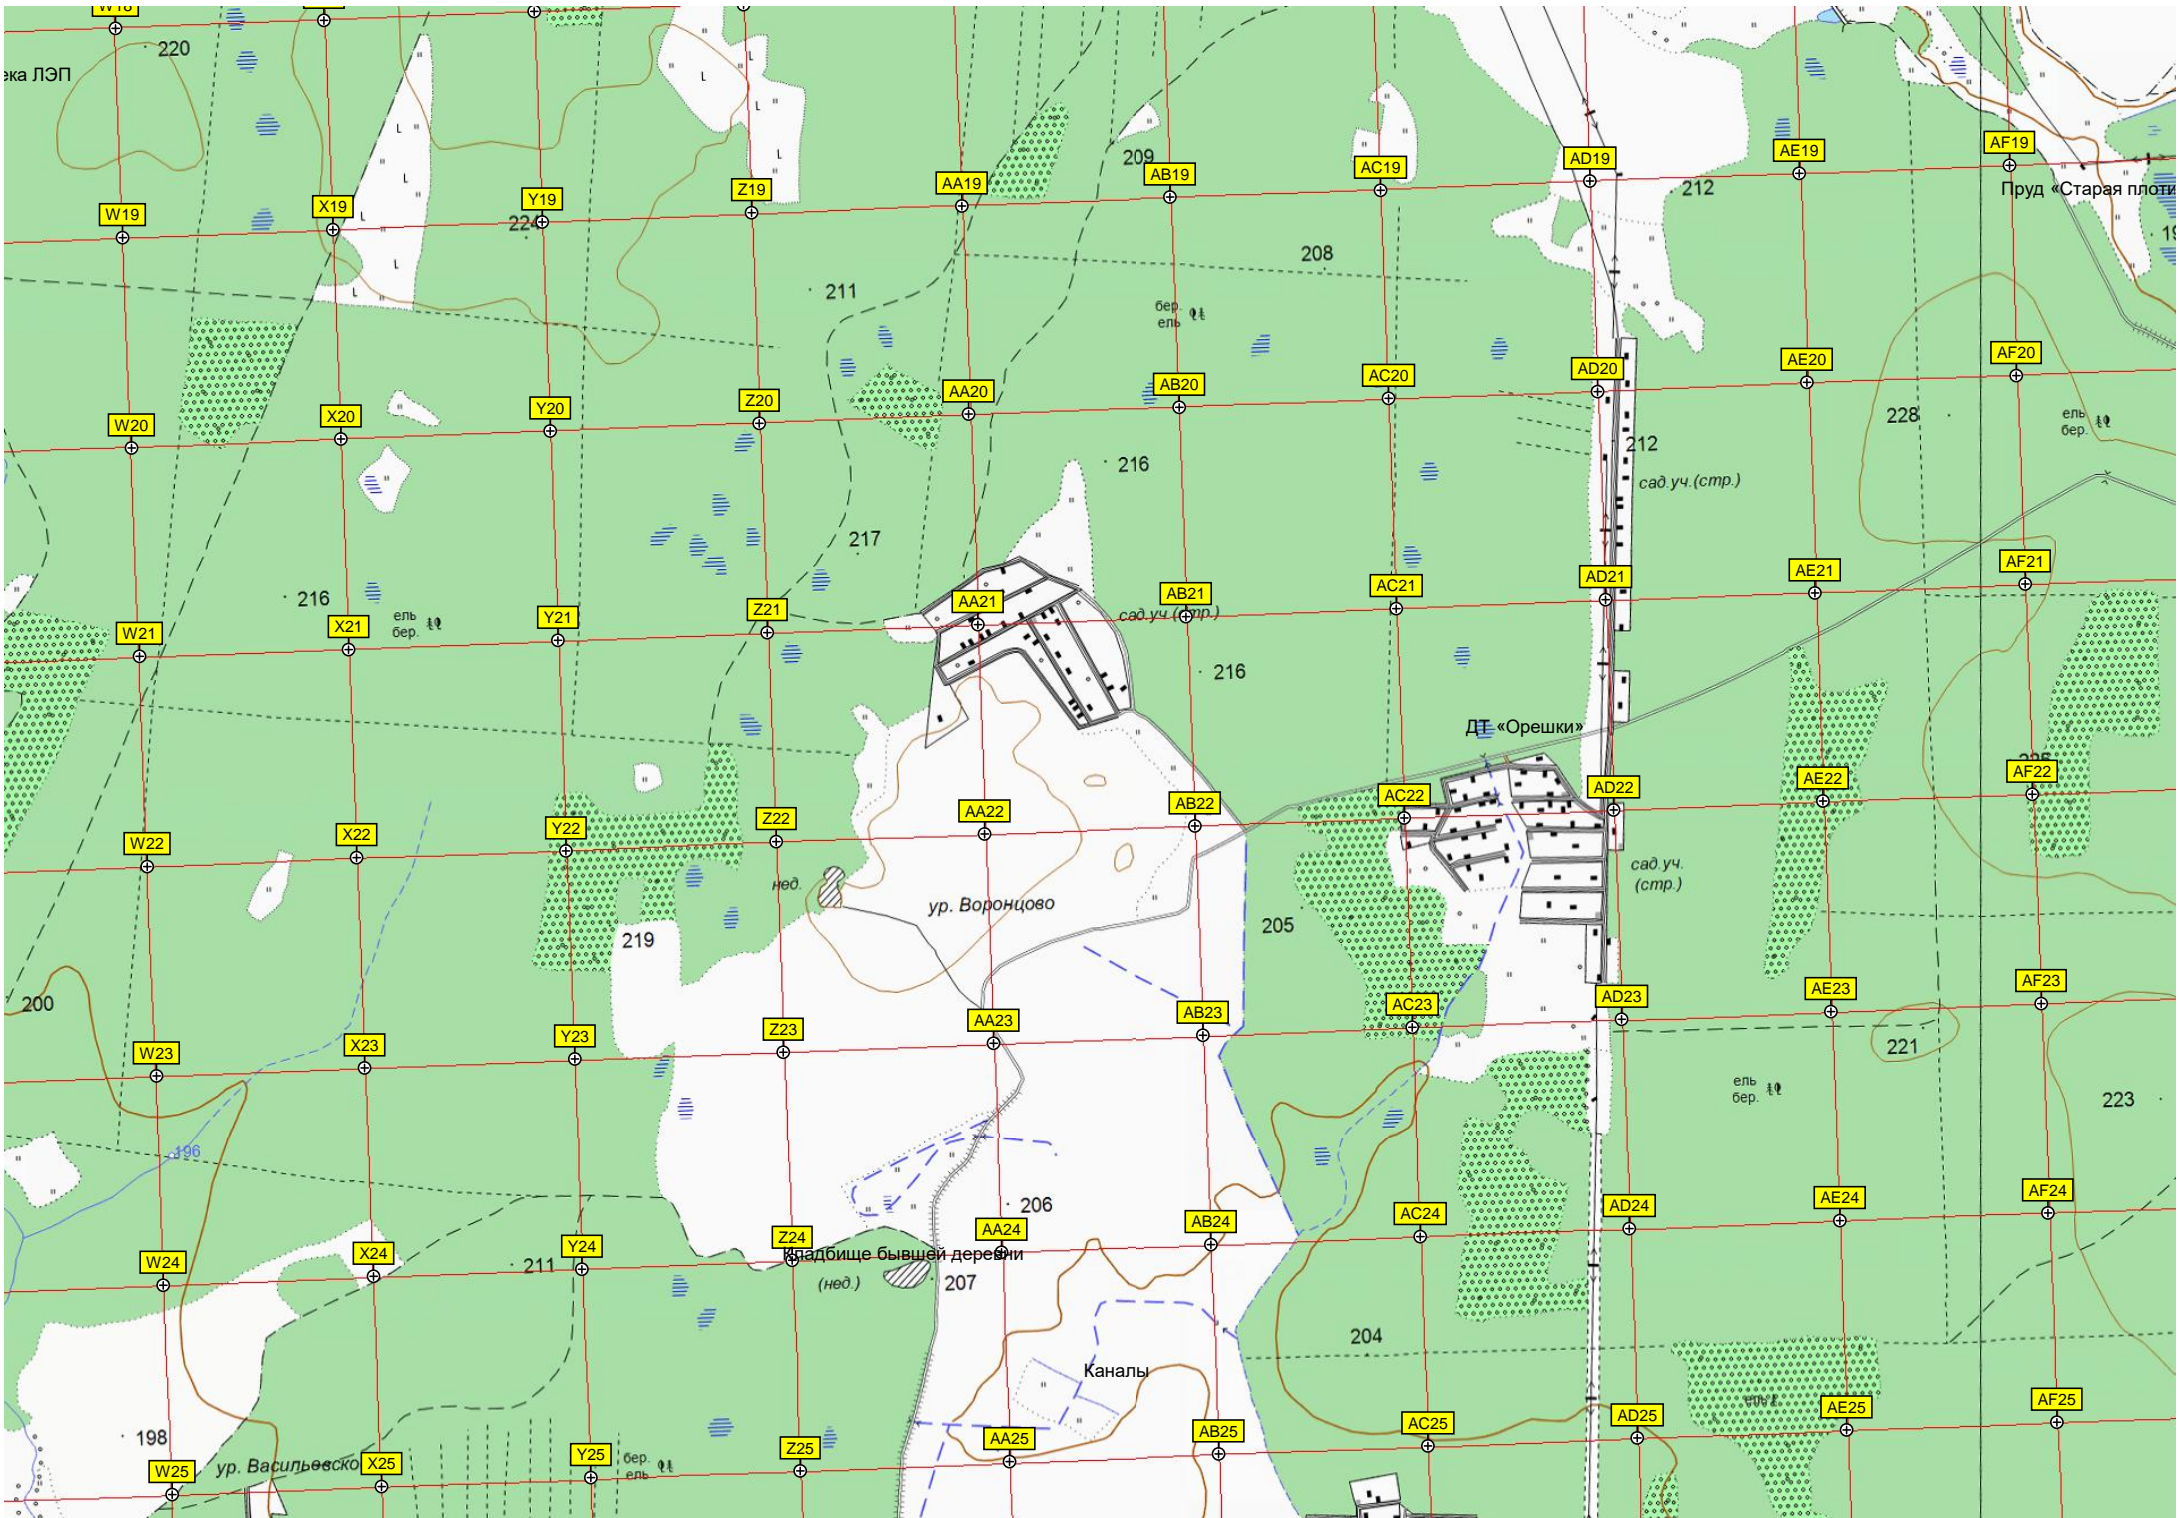 W18
220
ека ЛЭП
209
W19
X19
Y19
Z19
AA19
AB19
AC19
AD19
AE19
AF19
212
Пруд «Старая плоти
224
208
211
бер.
ель
W20
X20
Y20
Z20
AA20
AB20
AC20
AD20
AE20
AF20
228
ель
бер.
212
216
сад.уч.(стр.)
217
216
ель
бер.
W21
X21
Y21
Z21
AA21
AB21
AC21
AD21
AE21
AF21
сад.уч.(стр.)
216
ДТ «Орешки»
W22
X22
Y22
Z22
AA22
AB22
AC22
AD22
AE22
AF22
сад.уч.
(стр.)
нед.
ур. Воронцово
205
219
200
W23
X23
Y23
Z23
AA23
AB23
AC23
AD23
AE23
AF23
221
ель
бер.
223
196
206
W24
X24
Y24
Z24
AA24
AB24
AC24
AD24
AE24
AF24
Кладбище бывшей деревни
211
(нед.)
207
204
Каналы
198
ур. Васильевско
W25
X25
Y25
Z25
AA25
AB25
AC25
AD25
AE25
AF25
бер.
ель